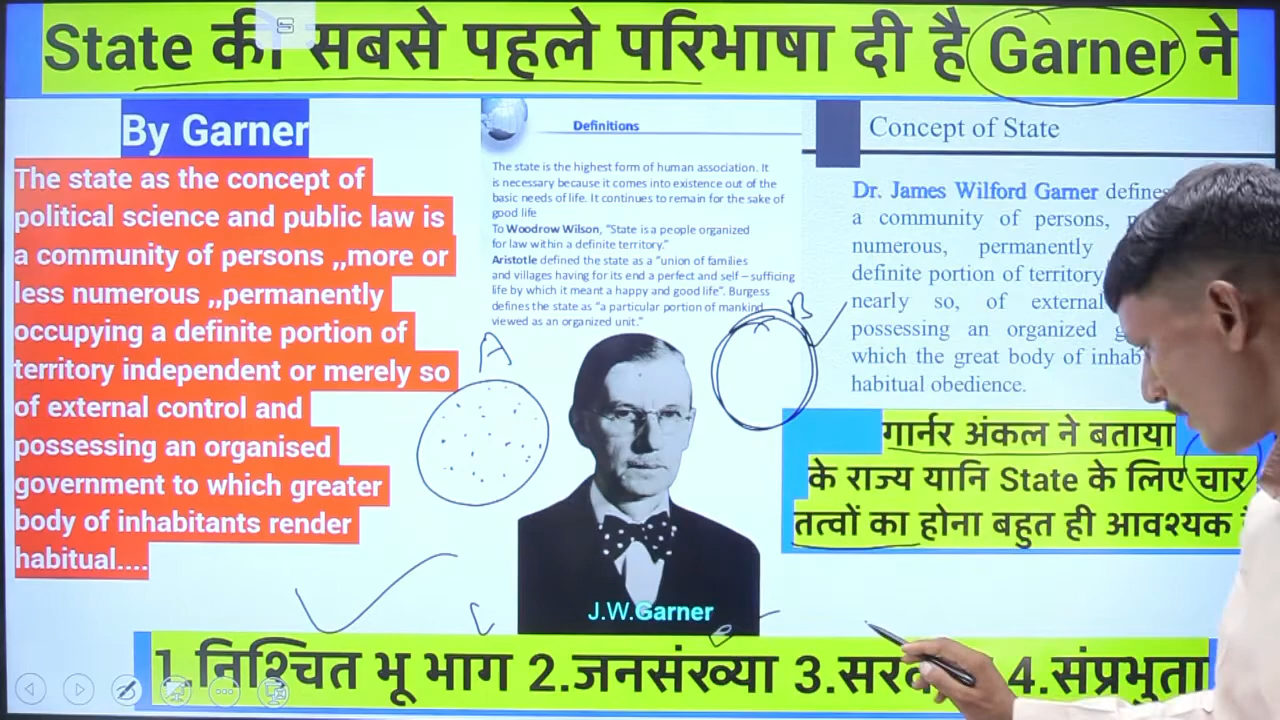 State की सबसे पहले परिभाषा दी है Garner ने
By Garner
The state as the concept of
political science and public law is
a community of persons ,,more or
less numerous ,,permanently
occupying a definite portion of
territory independent or merely so
of external control and
possessing an organised
government to which greater
body of inhabitants render
habitual....
Definitions
The state is the highest form of human association. It
is necessary because it comes into existence out of the
basic needs of life. It continues to remain for the sake of
good life
To Woodrow Wilson, "State is a people organized
for law within a definite territory."
Aristotle defined the state as a "union of families
and villages having for its end a perfect and self – sufficing
life by which it meant a happy and good life". Burgess
defines the state as "a particular portion of mankind
viewed as an organized unit."
A
B
J.W.Garner
Concept of State
Dr. James Wilford Garner defines
a community of persons,
numerous, permanently
definite portion of territory
nearly so, of external
possessing an organized
which the great body of
habitual obedience.
गार्नर अंकल ने बताया
के राज्य यानि State के लिए चार
तत्वों का होना बहुत ही आवश्यक
1.निश्चित भू भाग 2.जनसंख्या 3. 4.संप्रभुता